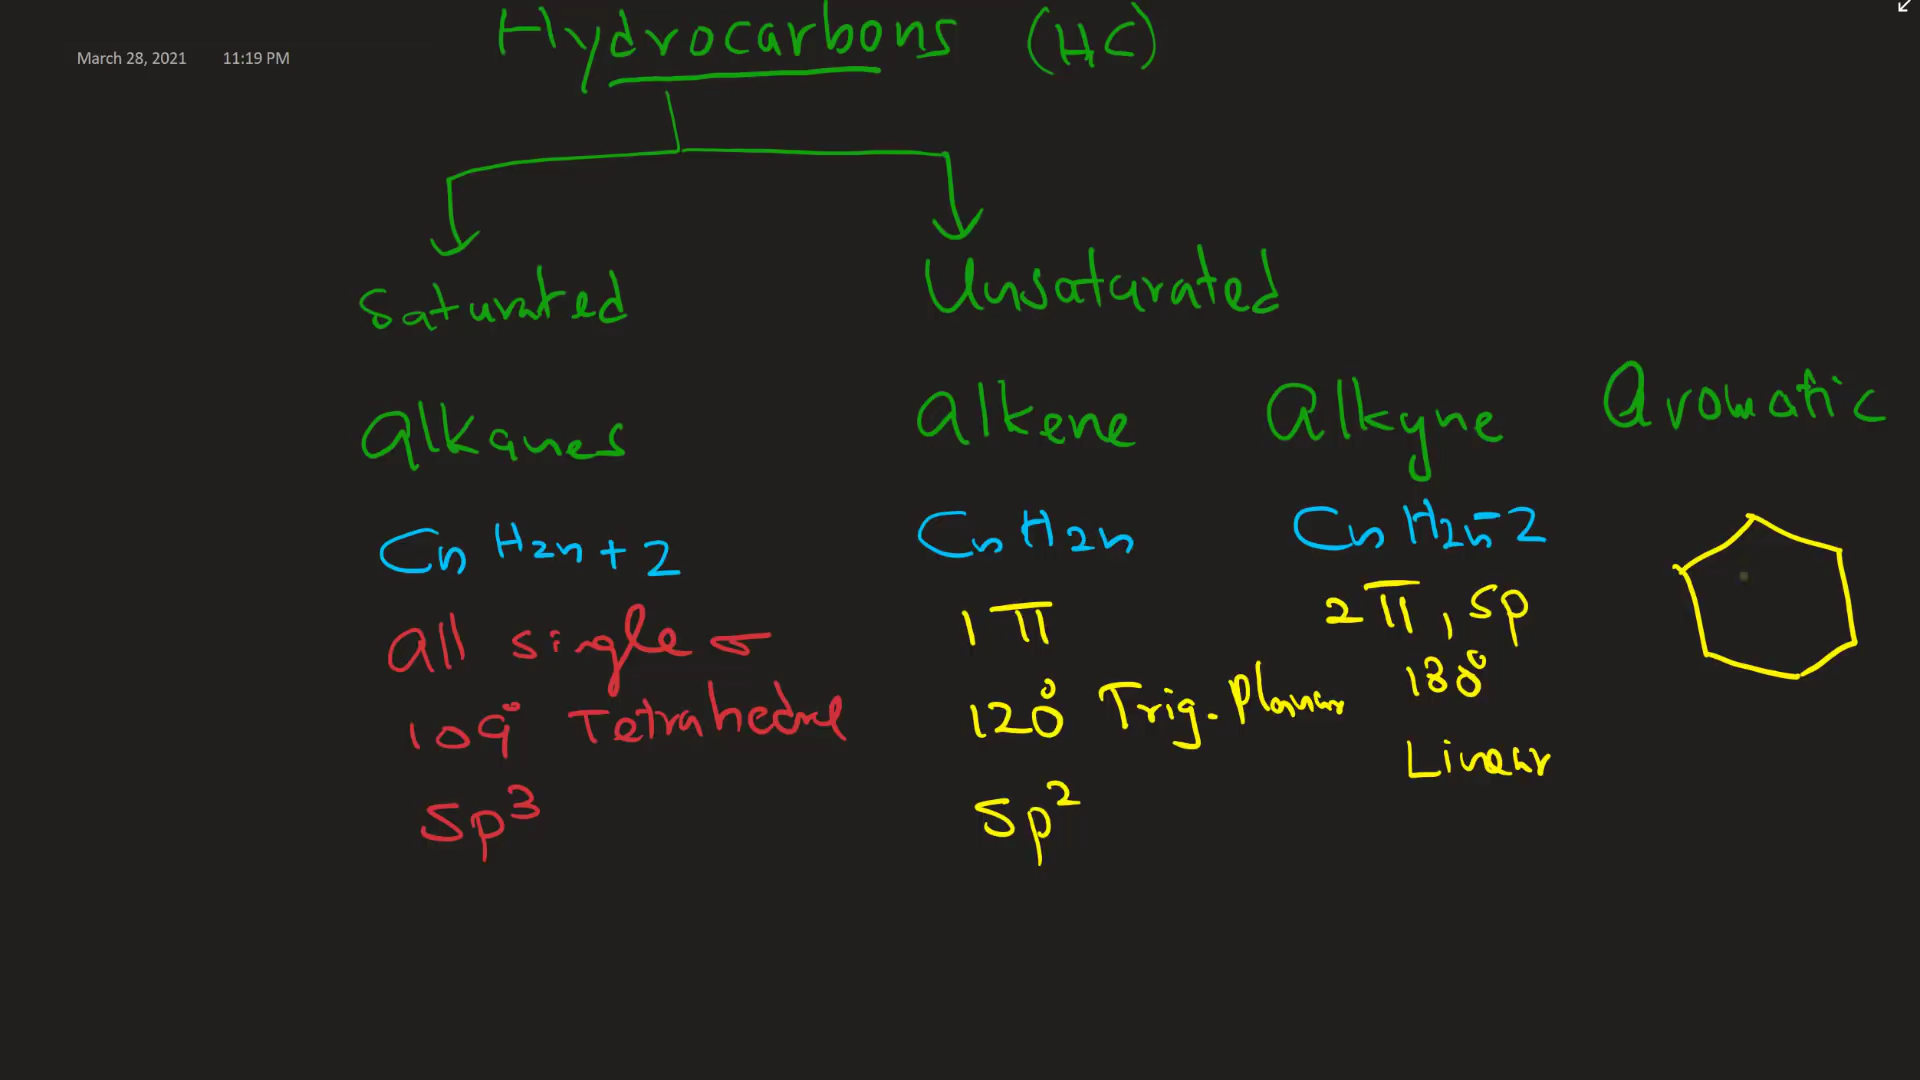 March 28, 2021 11:19 PM
Hydrocarbons (HC)
Saturated Unsaturated
Alkanes Alkene Alkyne Aromatic
CnH2n+2 CnH2n CnH2n-2
All single σ 1π 2π, sp
109° Tetrahedral 120° Trig. Planar 180°
Linear
sp³ sp²